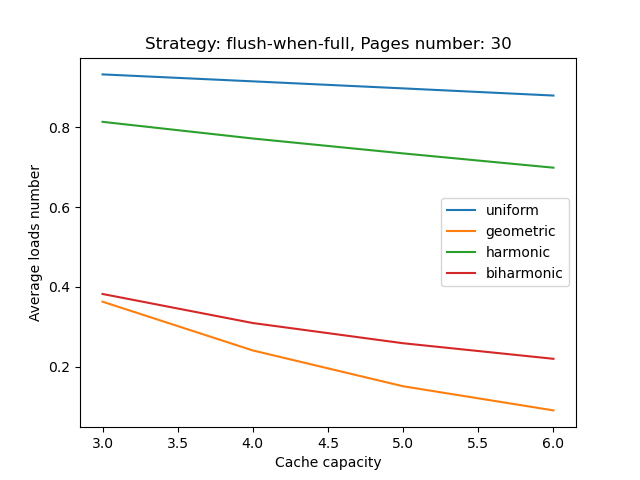 Strategy: flush-when-full, Pages number: 30
Average loads number
0.8
0.6
0.4
0.2
uniform
geometric
harmonic
biharmonic
3.0 3.5 4.0 4.5 5.0 5.5 6.0
Cache capacity